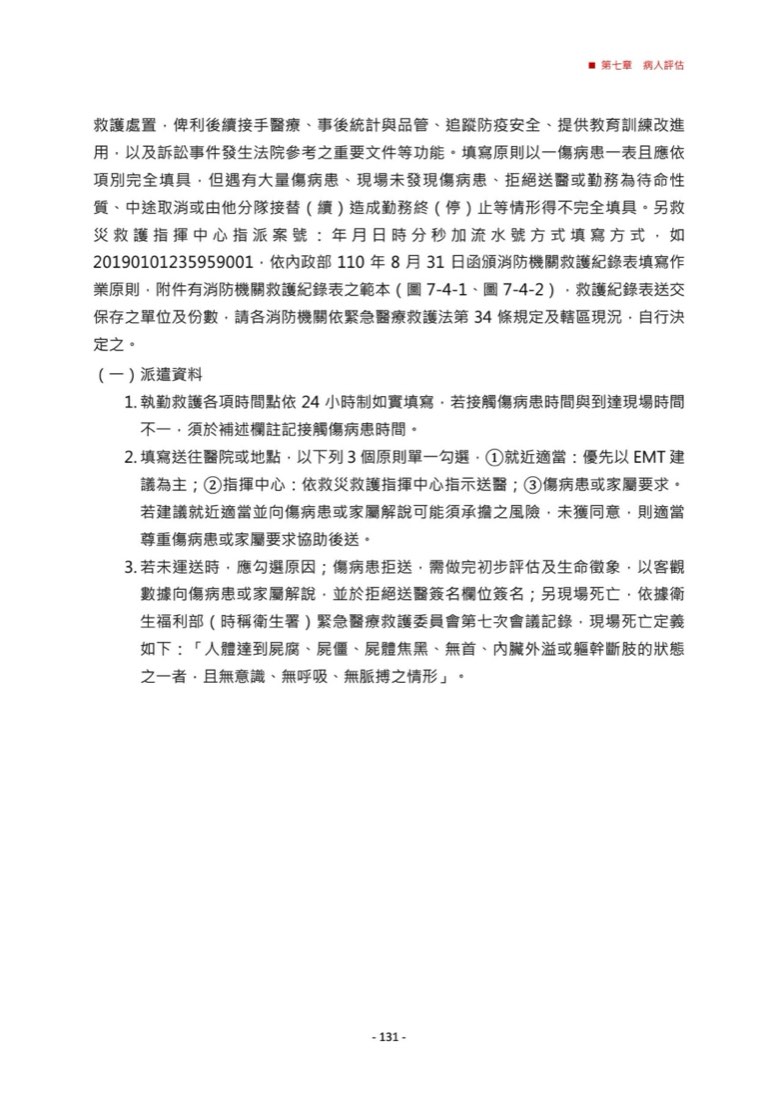 ■ 第七章　病人評估
救護處置，俾利後續接手醫療、事後統計與品管、追蹤防疫安全、提供教育訓練改進
用，以及訴訟事件發生法院參考之重要文件等功能。填寫原則以一傷病患一表且應依
項別完全填具，但遇有大量傷病患、現場未發現傷病患、拒絕送醫或勤務為待命性
質、中途取消或由他分隊接替（續）造成勤務終（停）止等情形得不完全填具。另救
災救護指揮中心指派案號：年月日時分秒加流水號方式填寫方式，如
20190101235959001，依內政部 110 年 8 月 31 日函頒消防機關救護紀錄表填寫作
業原則，附件有消防機關救護紀錄表之範本（圖 7-4-1、圖 7-4-2），救護紀錄表送交
保存之單位及份數，請各消防機關依緊急醫療救護法第 34 條規定及轄區現況，自行決
定之。
（一）派遣資料
1. 執勤救護各項時間點依 24 小時制如實填寫，若接觸傷病患時間與到達現場時間
不一，須於補述欄註記接觸傷病患時間。
2. 填寫送往醫院或地點，以下列 3 個原則單一勾選，①就近適當：優先以 EMT 建
議為主；②指揮中心：依救災救護指揮中心指示送醫；③傷病患或家屬要求。
若建議就近適當並向傷病患或家屬解說可能須承擔之風險，未獲同意，則適當
尊重傷病患或家屬要求協助後送。
3. 若未運送時，應勾選原因；傷病患拒送，需做完初步評估及生命徵象，以客觀
數據向傷病患或家屬解說，並於拒絕送醫簽名欄位簽名；另現場死亡，依據衛
生福利部（時稱衛生署）緊急醫療救護委員會第七次會議記錄，現場死亡定義
如下：「人體達到屍腐、屍僵、屍體焦黑、無首、內臟外溢或軀幹斷肢的狀態
之一者，且無意識、無呼吸、無脈搏之情形」。
- 131 -